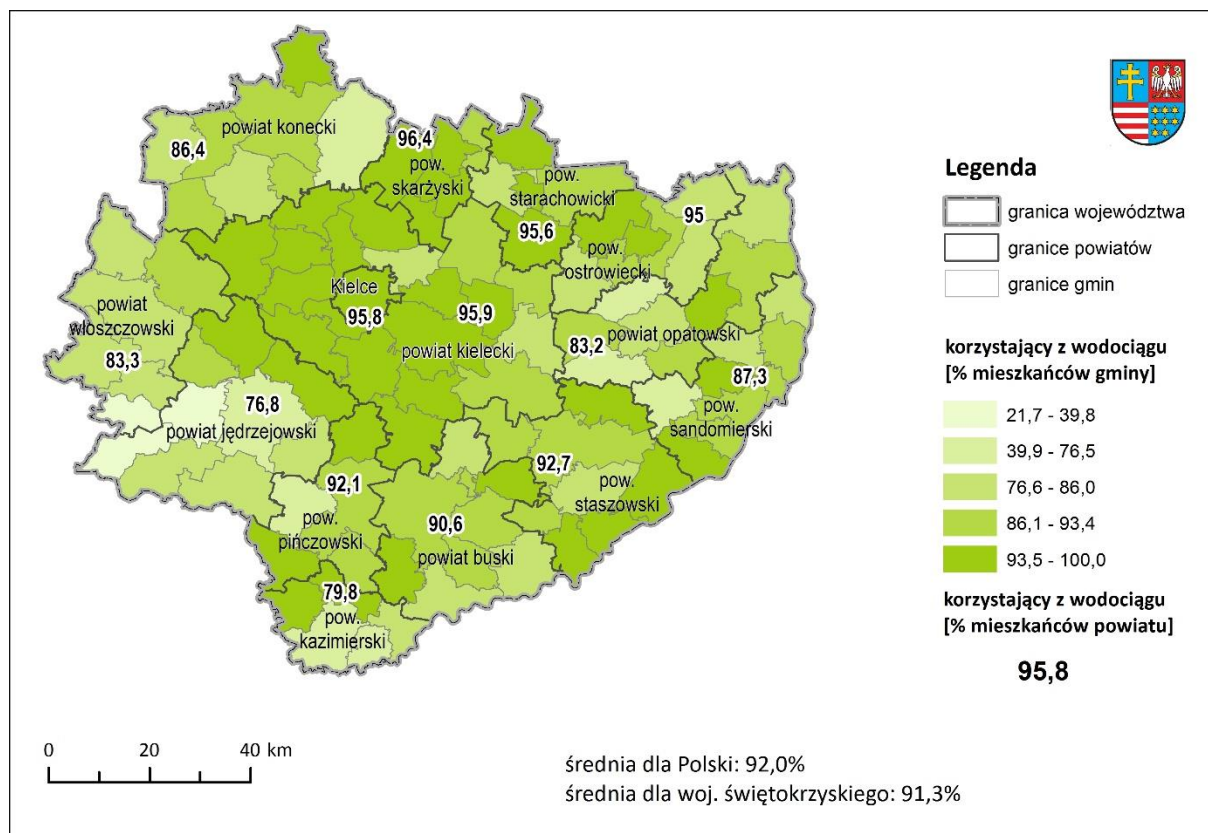 powiat konecki
86,4
96,4
pow.
skarżyski
pow.
starachowicki
95,6
95
pow.
ostrowiecki
Kielce
95,8
95,9
powiat kielecki
powiat
włoszczowski
83,3
83,2
powiat opatowski
87,3
pow.
sandomierski
76,8
powiat jędrzejowski
92,1
pow.
pińczowski
92,7
pow.
staszowski
90,6
powiat buski
79,8
pow.
kazimierski
Legenda
granica województwa
granice powiatów
granice gmin
korzystający z wodociągu
[% mieszkańców gminy]
21,7 - 39,8
39,9 - 76,5
76,6 - 86,0
86,1 - 93,4
93,5 - 100,0
korzystający z wodociągu
[% mieszkańców powiatu]
95,8
0 20 40 km
średnia dla Polski: 92,0%
średnia dla woj. świętokrzyskiego: 91,3%